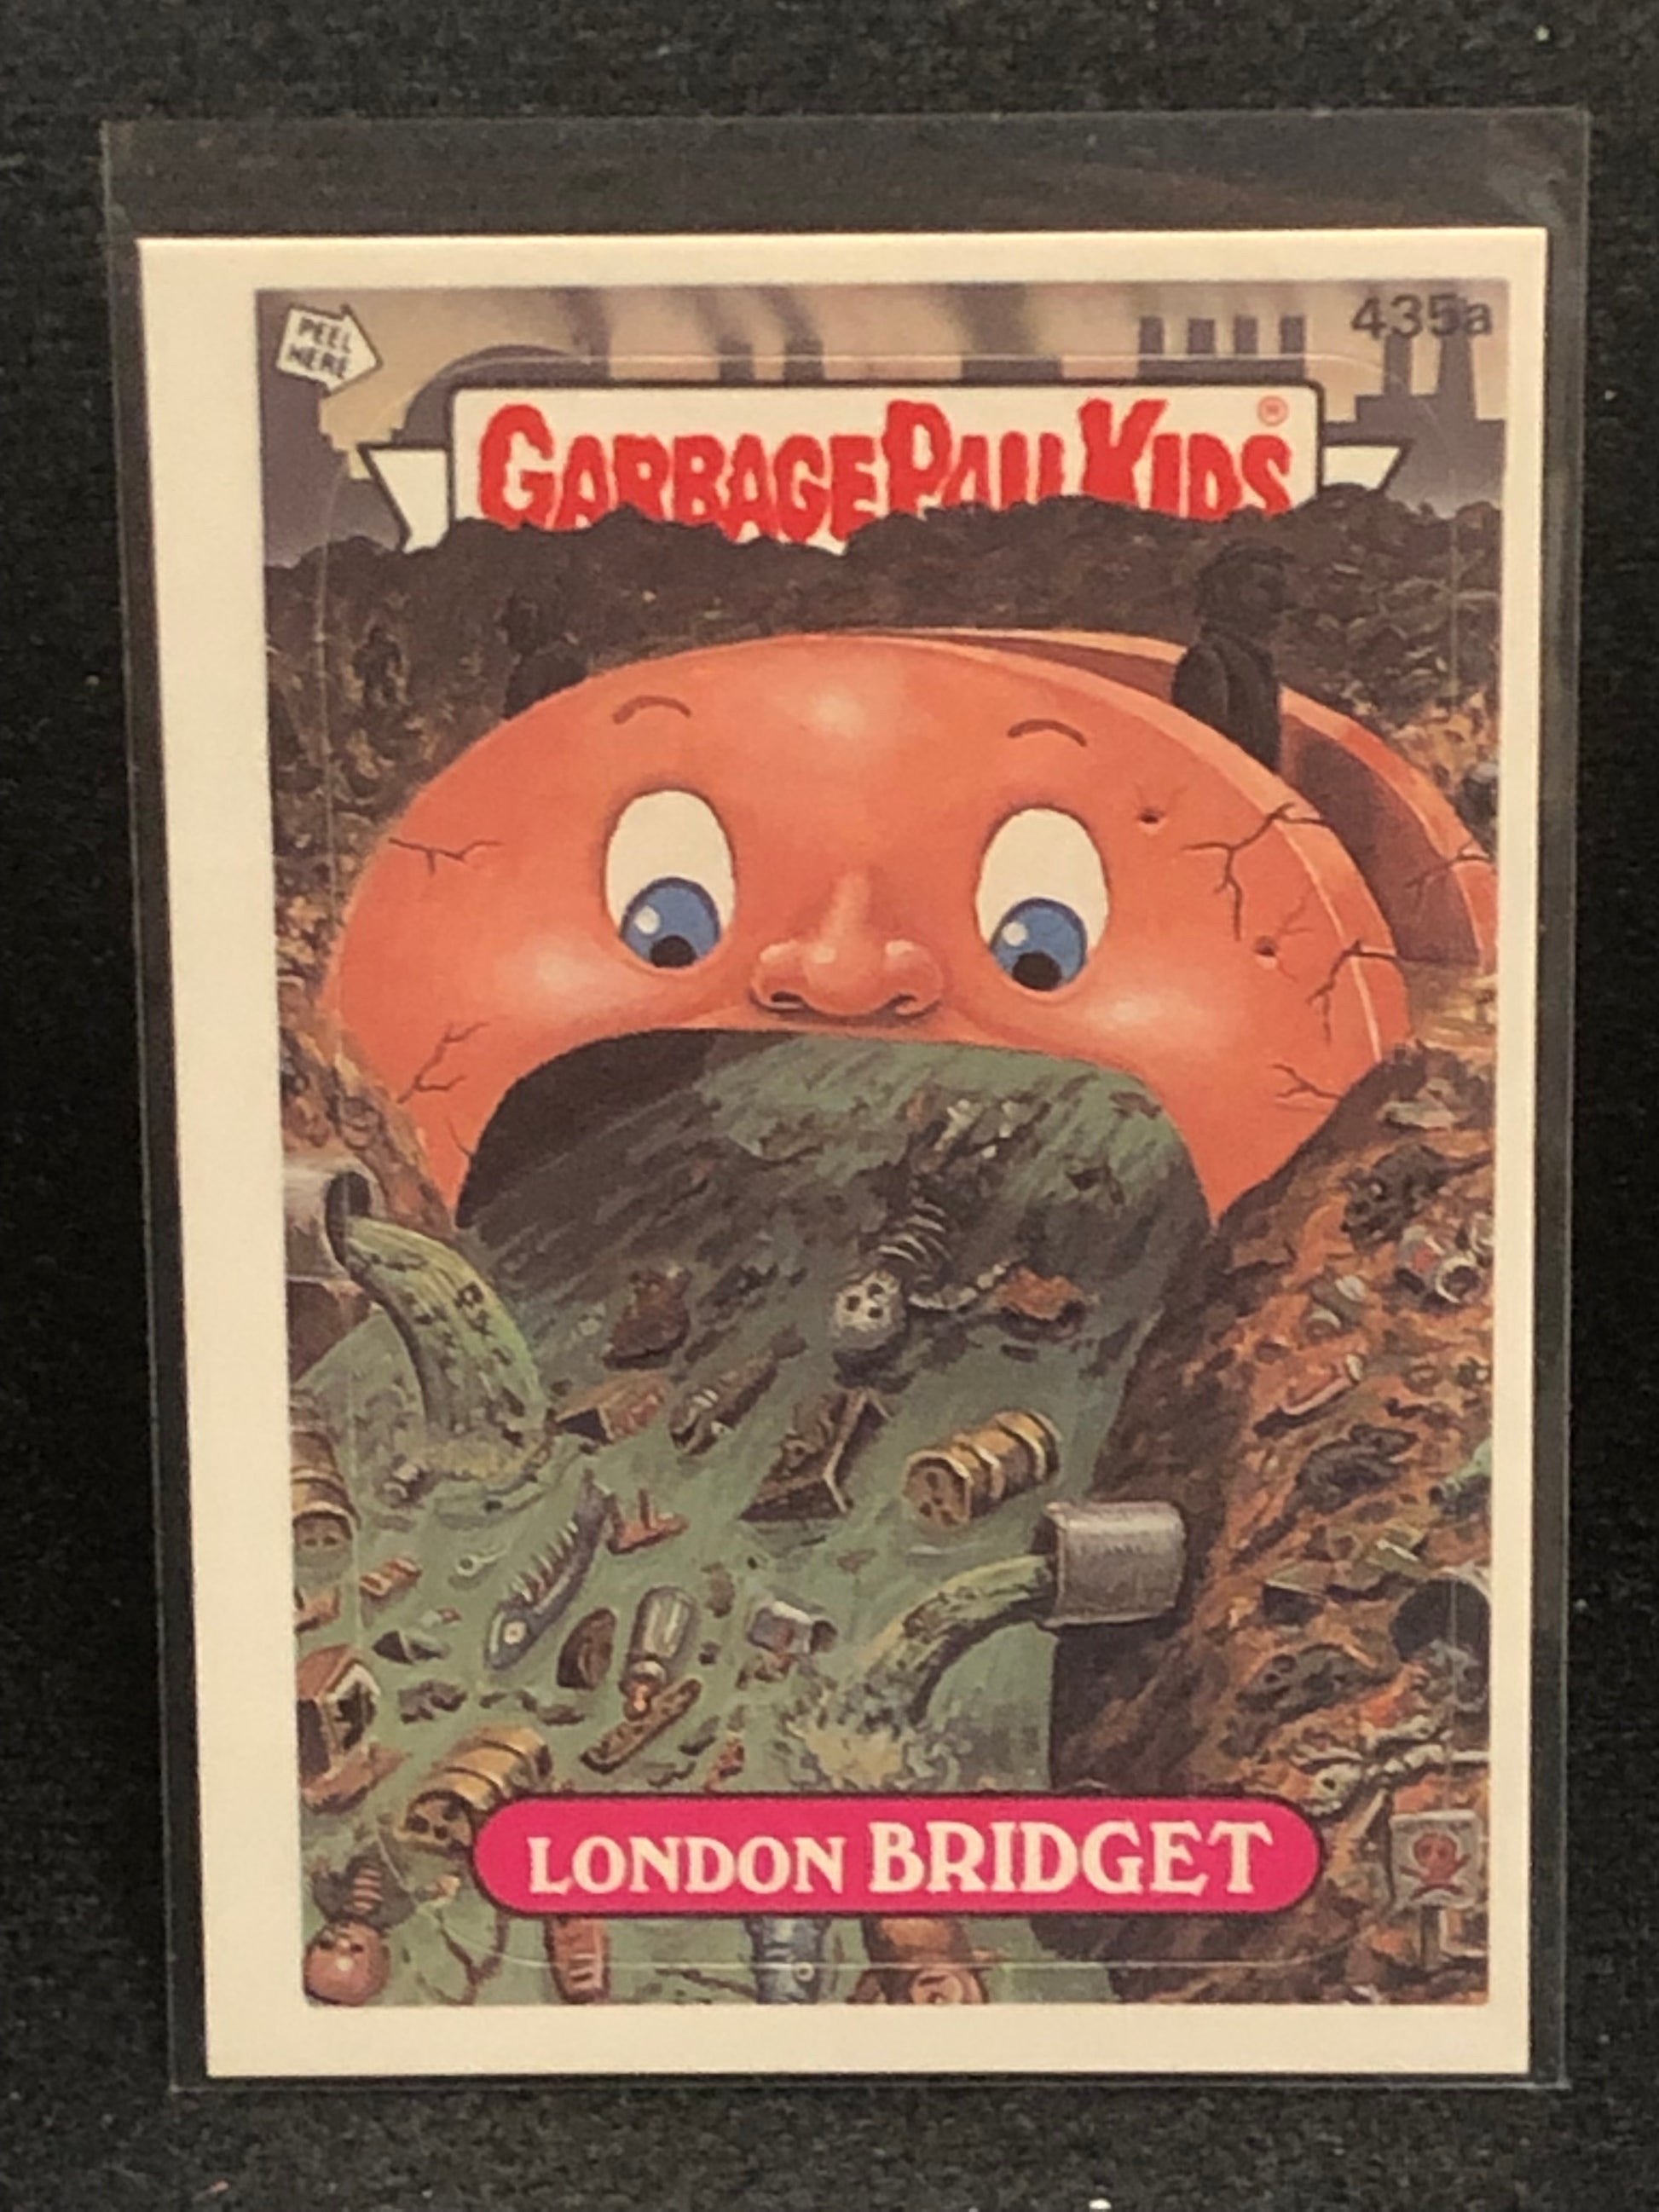 PEEL
HERE
435a
GARBAGE PAIL KIDS®
LONDON BRIDGET